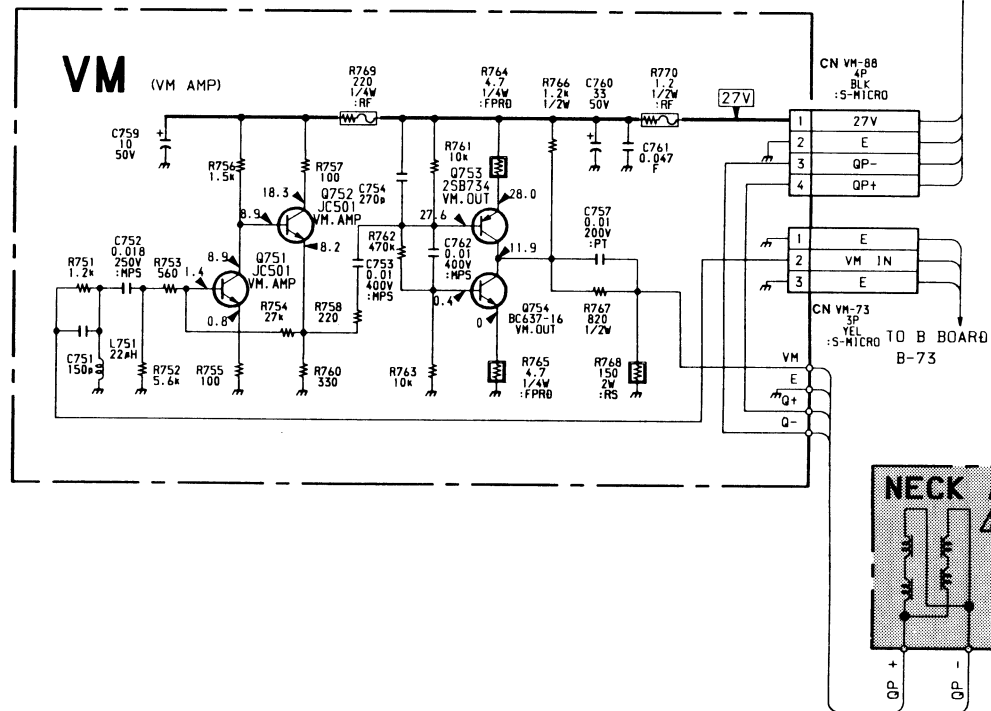 VM (VM AMP)
R769
220
1/4W
:RF
R764
4.7
1/4W
:FPRD
R766
1.2k
1/2W
C760
33
50V
R770
1.2
1/2W
:RF
27V
CN VM-88
4P
BLK
:S-MICRO
1 27V
2 E
3 QP-
4 QP+
+
C759
10
50V
R756
1.5k
R757
100
C754
270p
R761
10k
Q753
2SB734
VM.OUT
+
C761
0.047
F
18.3
Q752
JC501
VM.AMP
8.9
8.2
27.6
28.0
11.9
C757
0.01
200V
:PT
1 E
2 VM IN
3 E
CN VM-73
3P
YEL
:S-MICRO
TO B BOARD
B-73
R751
1.2k
C752
0.018
250V
:MPS
R753
560
1.4
8.9
Q751
JC501
VM.AMP
0.8
R754
27k
R758
220
C753
0.01
400V
:MPS
R762
470k
C762
0.01
400V
:MPS
0.4
0
Q754
BC637-16
VM.OUT
R767
820
1/2W
C751
150p
L751
22µH
R752
5.6k
R755
100
R760
330
R763
10k
R765
4.7
1/4W
:FPRD
R768
150
2W
:RS
VM
E
Q+
Q-
NECK
QP +
QP -